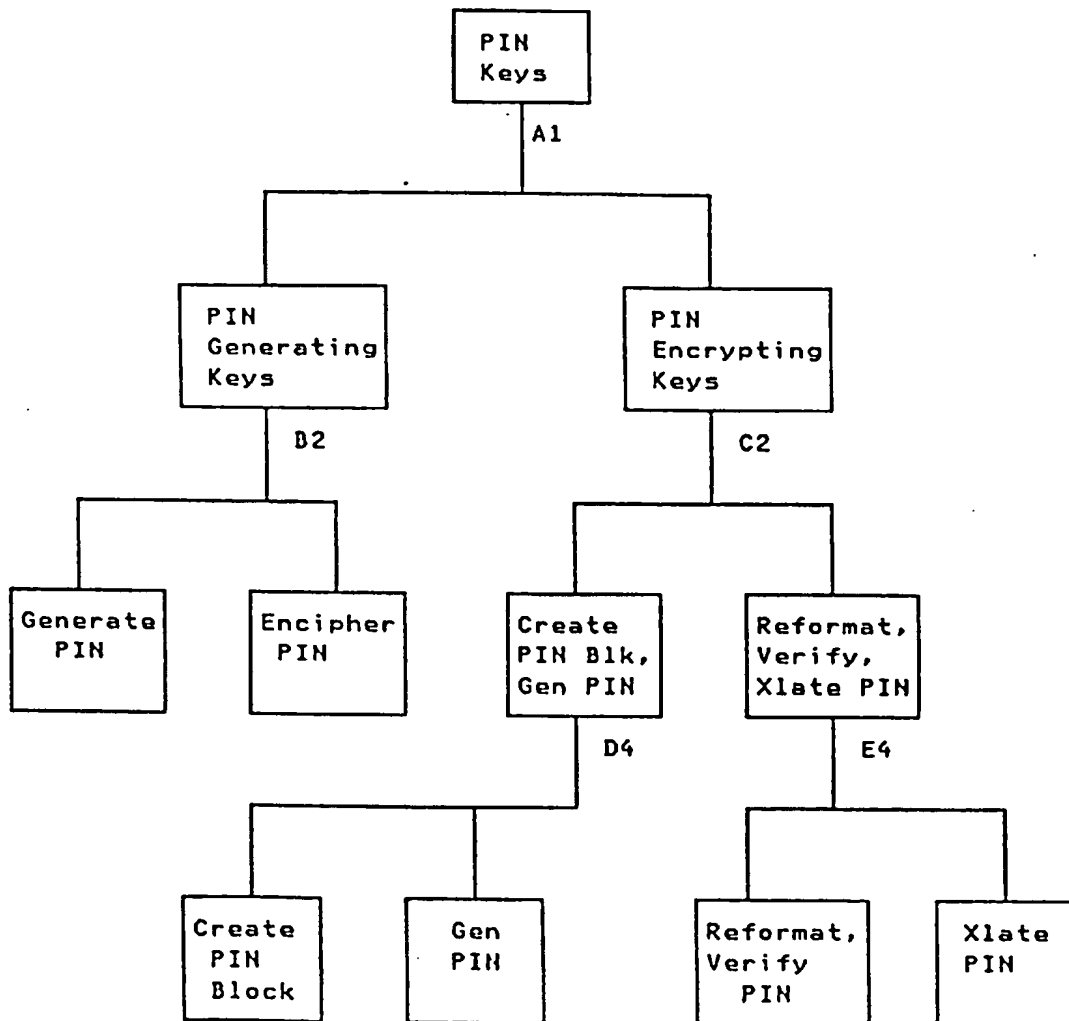 PIN
Keys
A1
PIN
Generating
Keys
PIN
Encrypting
Keys
B2
C2
Generate
PIN
Encipher
PIN
Create
PIN Blk,
Gen PIN
Reformat,
Verify,
Xlate PIN
D4
E4
Create
PIN
Block
Gen
PIN
Reformat,
Verify
PIN
Xlate
PIN